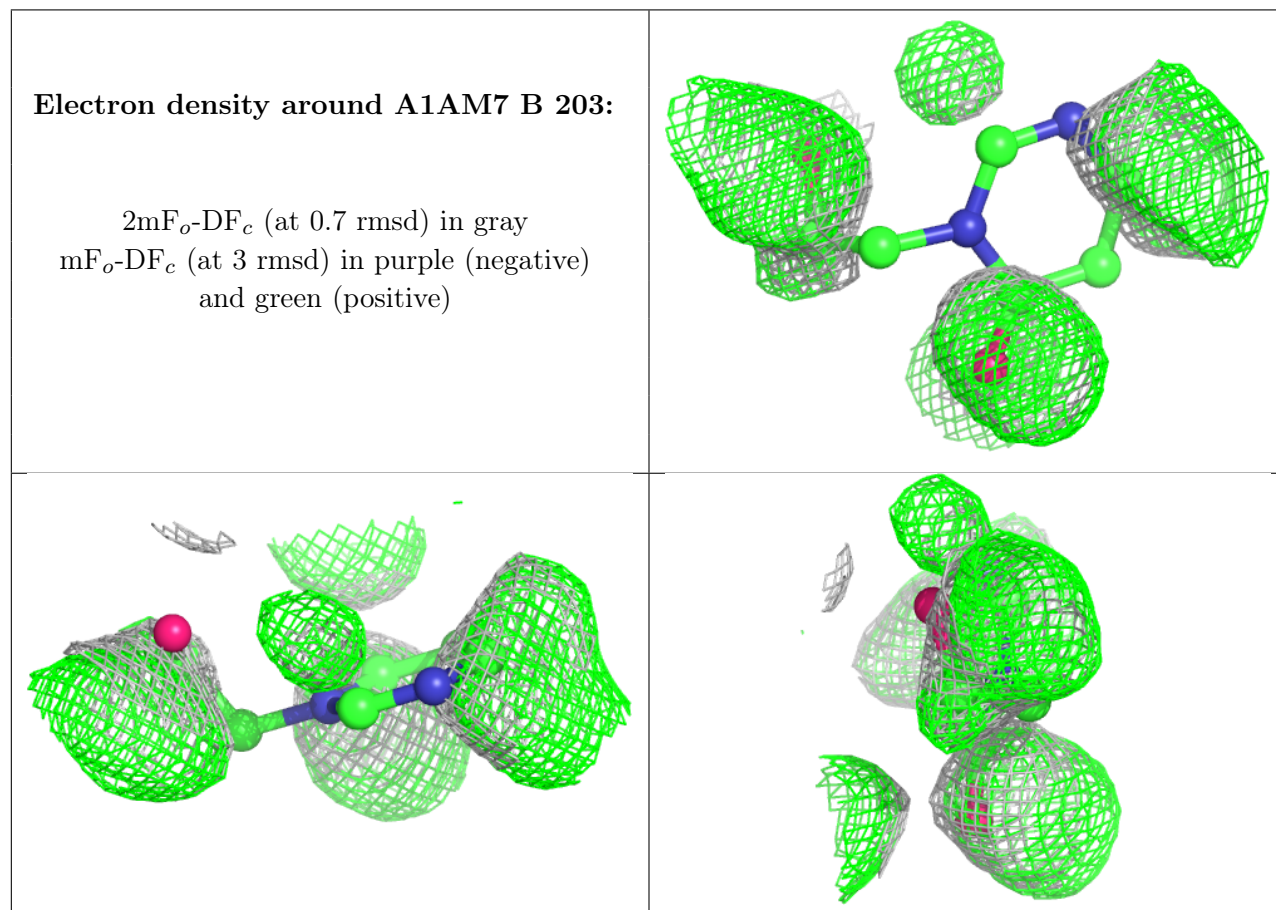 Electron density around A1AM7 B 203:
2mFo-DFc (at 0.7 rmsd) in gray
mFo-DFc (at 3 rmsd) in purple (negative)
and green (positive)